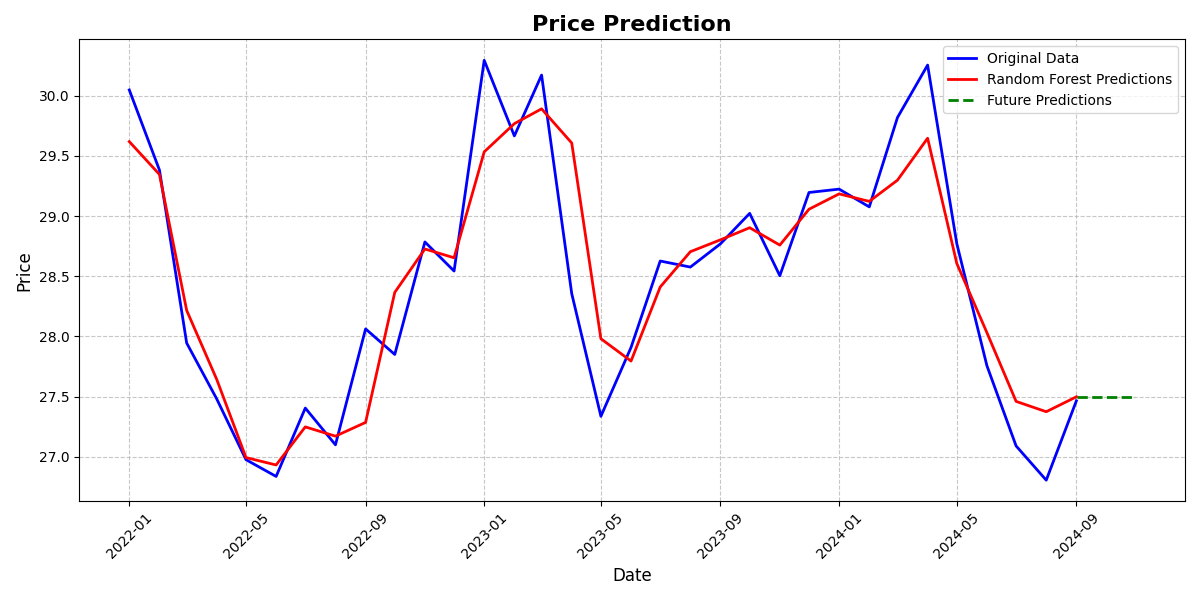 Price Prediction
Original Data
Random Forest Predictions
Future Predictions
Price
30.0
29.5
29.0
28.5
28.0
27.5
27.0
2022-01
2022-05
2022-09
2023-01
2023-05
2023-09
2024-01
2024-05
2024-09
Date